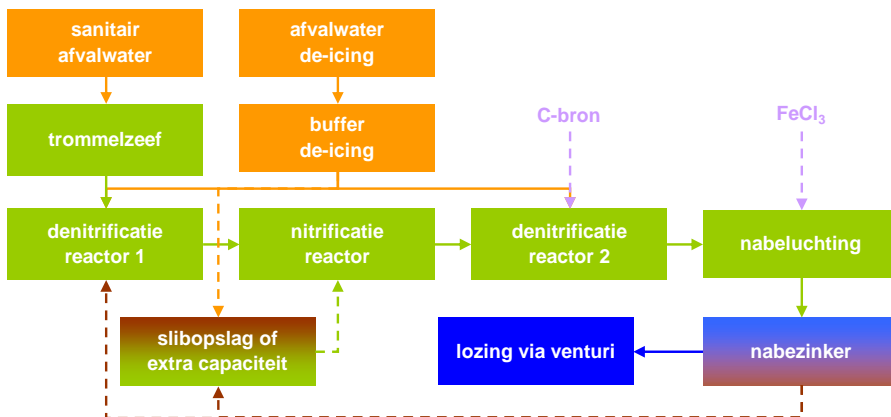 sanitair
afvalwater
afvalwater
de-icing
trommelzeef
buffer
de-icing
C-bron
FeCl₃
denitrificatie
reactor 1
nitrificatie
reactor
denitrificatie
reactor 2
nabeluchting
slibopslag of
extra capaciteit
lozing via venturi
nabezinker